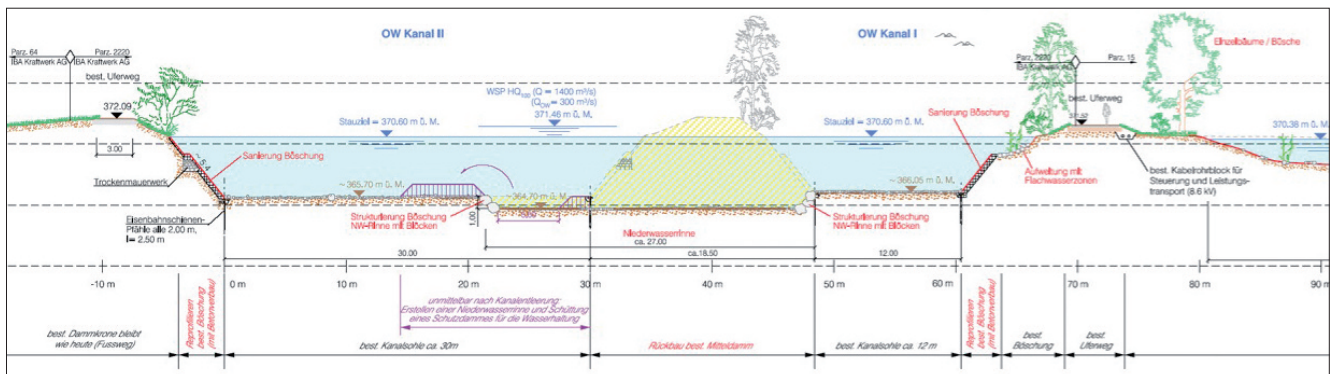 OW Kanal II
OW Kanal I
Einzelbäume / Büsche
Parz. 64
Parz. 2220
IBA Kraftwerk AG
IBA Kraftwerk AG
best. Uferweg
372.09
3.00
Stauziel = 370.60 m ü. M.
WSP HQ100 (Q = 1400 m³/s)
(QOW = 300 m³/s)
371.46 m ü. M.
Stauziel = 370.60 m ü. M.
Sanierung Böschung
Parz. 2220
Parz. 15
IBA Kraftwerk AG
best. Uferweg
370.38 m ü. M.
Sanierung Böschung
Trockenmauerwerk
~ 365.70 m ü. M.
~364.70 m ü. M.
~ 366.05 m ü. M.
Aufweitung mit
Flachwasserzonen
best. Kabelrohrblock für
Steuerung und Leistungs-
transport (8.6 kV)
Eisenbahnschienen-
Pfähle alle 2.00 m,
l= 2.50 m
1.00
Strukturierung Böschung
NW-Rinne mit Blöcken
Strukturierung Böschung
NW-Rinne mit Blöcken
Niederwasserrinne
ca. 27.00
30.00
ca.18.50
12.00
-10 m
0 m
10 m
20 m
30 m
40 m
50 m
60 m
70 m
80 m
90 m
unmittelbar nach Kanalentleerung:
Erstellen einer Niederwasserrinne und Schüttung
eines Schutzdammes für die Wasserhaltung
best. Dammkrone bleibt
wie heute (Fussweg)
Reprofilieren
best. Böschung
(mit Betonverbau)
best. Kanalsohle ca. 30m
Rückbau best. Mitteldamm
best. Kanalsohle ca. 12 m
Reprofilieren
best. Böschung
(mit Betonverbau)
best.
Böschung
best.
Uferweg